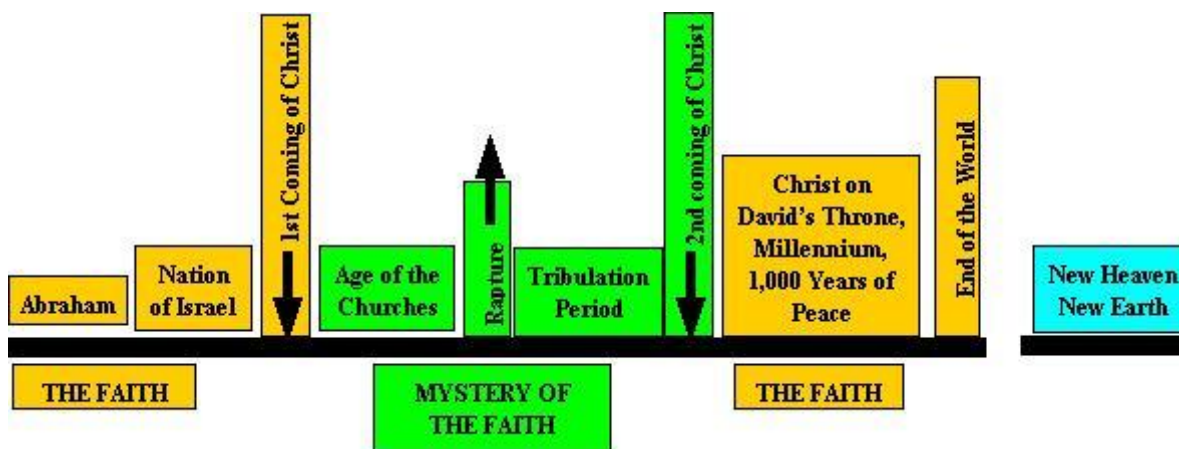 Abraham
Nation
of Israel
1st Coming of Christ
Age of the
Churches
Rapture
Tribulation
Period
2nd coming of Christ
Christ on
David's Throne,
Millennium,
1,000 Years of
Peace
End of the World
New Heaven
New Earth
THE FAITH
MYSTERY OF
THE FAITH
THE FAITH